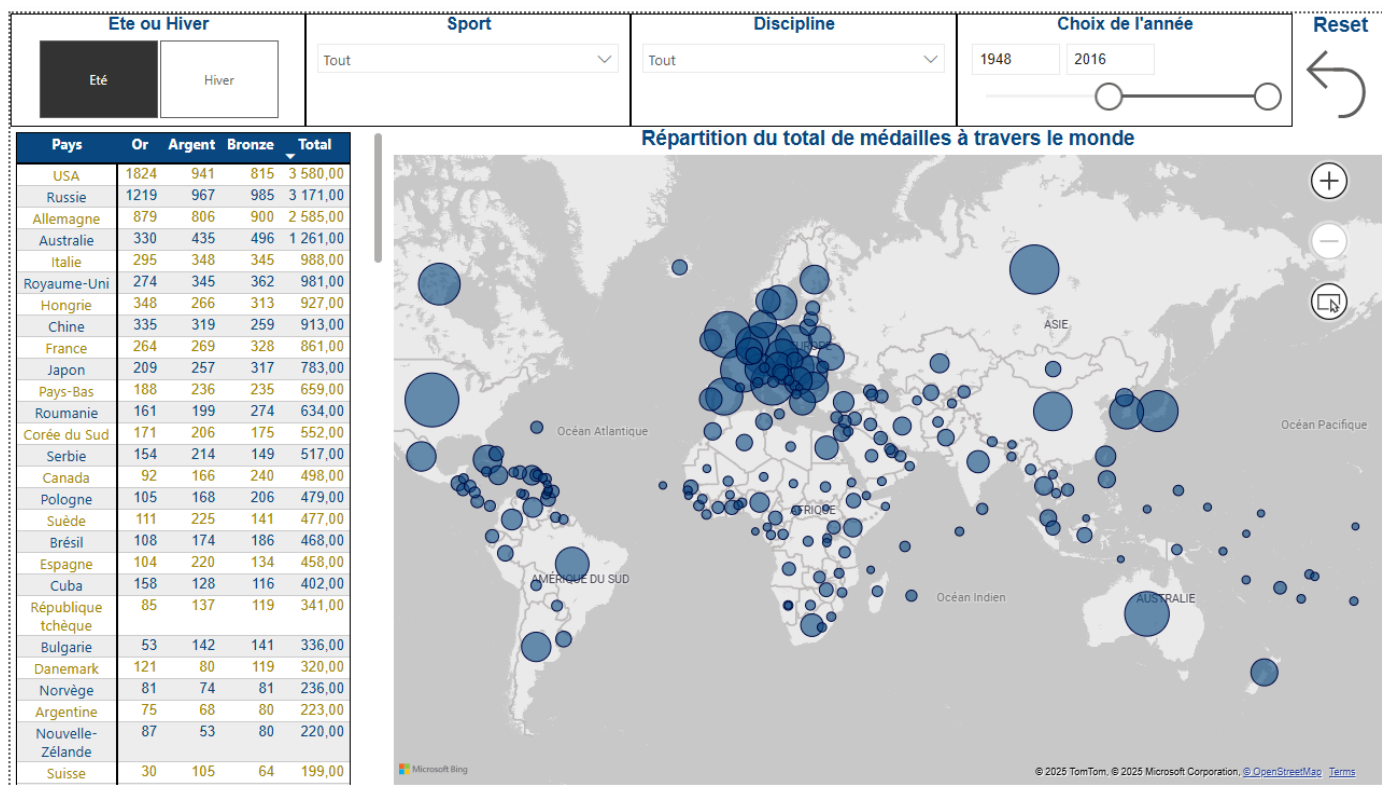 Ete ou Hiver
Sport
Discipline
Choix de l'année
Reset
Eté
Hiver
Tout
Tout
1948
2016
Répartition du total de médailles à travers le monde
Pays Or Argent Bronze Total
USA 1824 941 815 3 580,00
Russie 1219 967 985 3 171,00
Allemagne 879 806 900 2 585,00
Australie 330 435 496 1 261,00
Italie 295 348 345 988,00
Royaume-Uni 274 345 362 981,00
Hongrie 348 266 313 927,00
Chine 335 319 259 913,00
France 264 269 328 861,00
Japon 209 257 317 783,00
Pays-Bas 188 236 235 659,00
Roumanie 161 199 274 634,00
Corée du Sud 171 206 175 552,00
Serbie 154 214 149 517,00
Canada 92 166 240 498,00
Pologne 105 168 206 479,00
Suède 111 225 141 477,00
Brésil 108 174 186 468,00
Espagne 104 220 134 458,00
Cuba 158 128 116 402,00
République 85 137 119 341,00
tchèque
Bulgarie 53 142 141 336,00
Danemark 121 80 119 320,00
Norvège 81 74 81 236,00
Argentine 75 68 80 223,00
Nouvelle- 87 53 80 220,00
Zélande
Suisse 30 105 64 199,00
ASIE
EUROPE
Océan Atlantique
Océan Pacifique
AFRIQUE
AMÉRIQUE DU SUD
Océan Indien
AUSTRALIE
Microsoft Bing
© 2025 TomTom, © 2025 Microsoft Corporation, © OpenStreetMap Terms